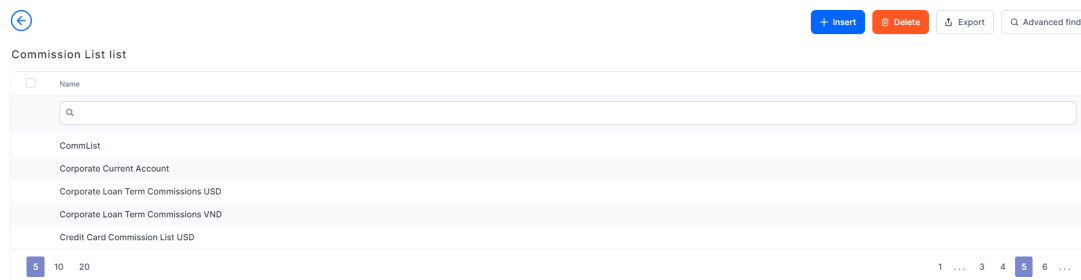 Insert Delete Export Advanced find
Commission List list
Name
CommList
Corporate Current Account
Corporate Loan Term Commissions USD
Corporate Loan Term Commissions VND
Credit Card Commission List USD
5 10 20 1 ... 3 4 5 6 ...